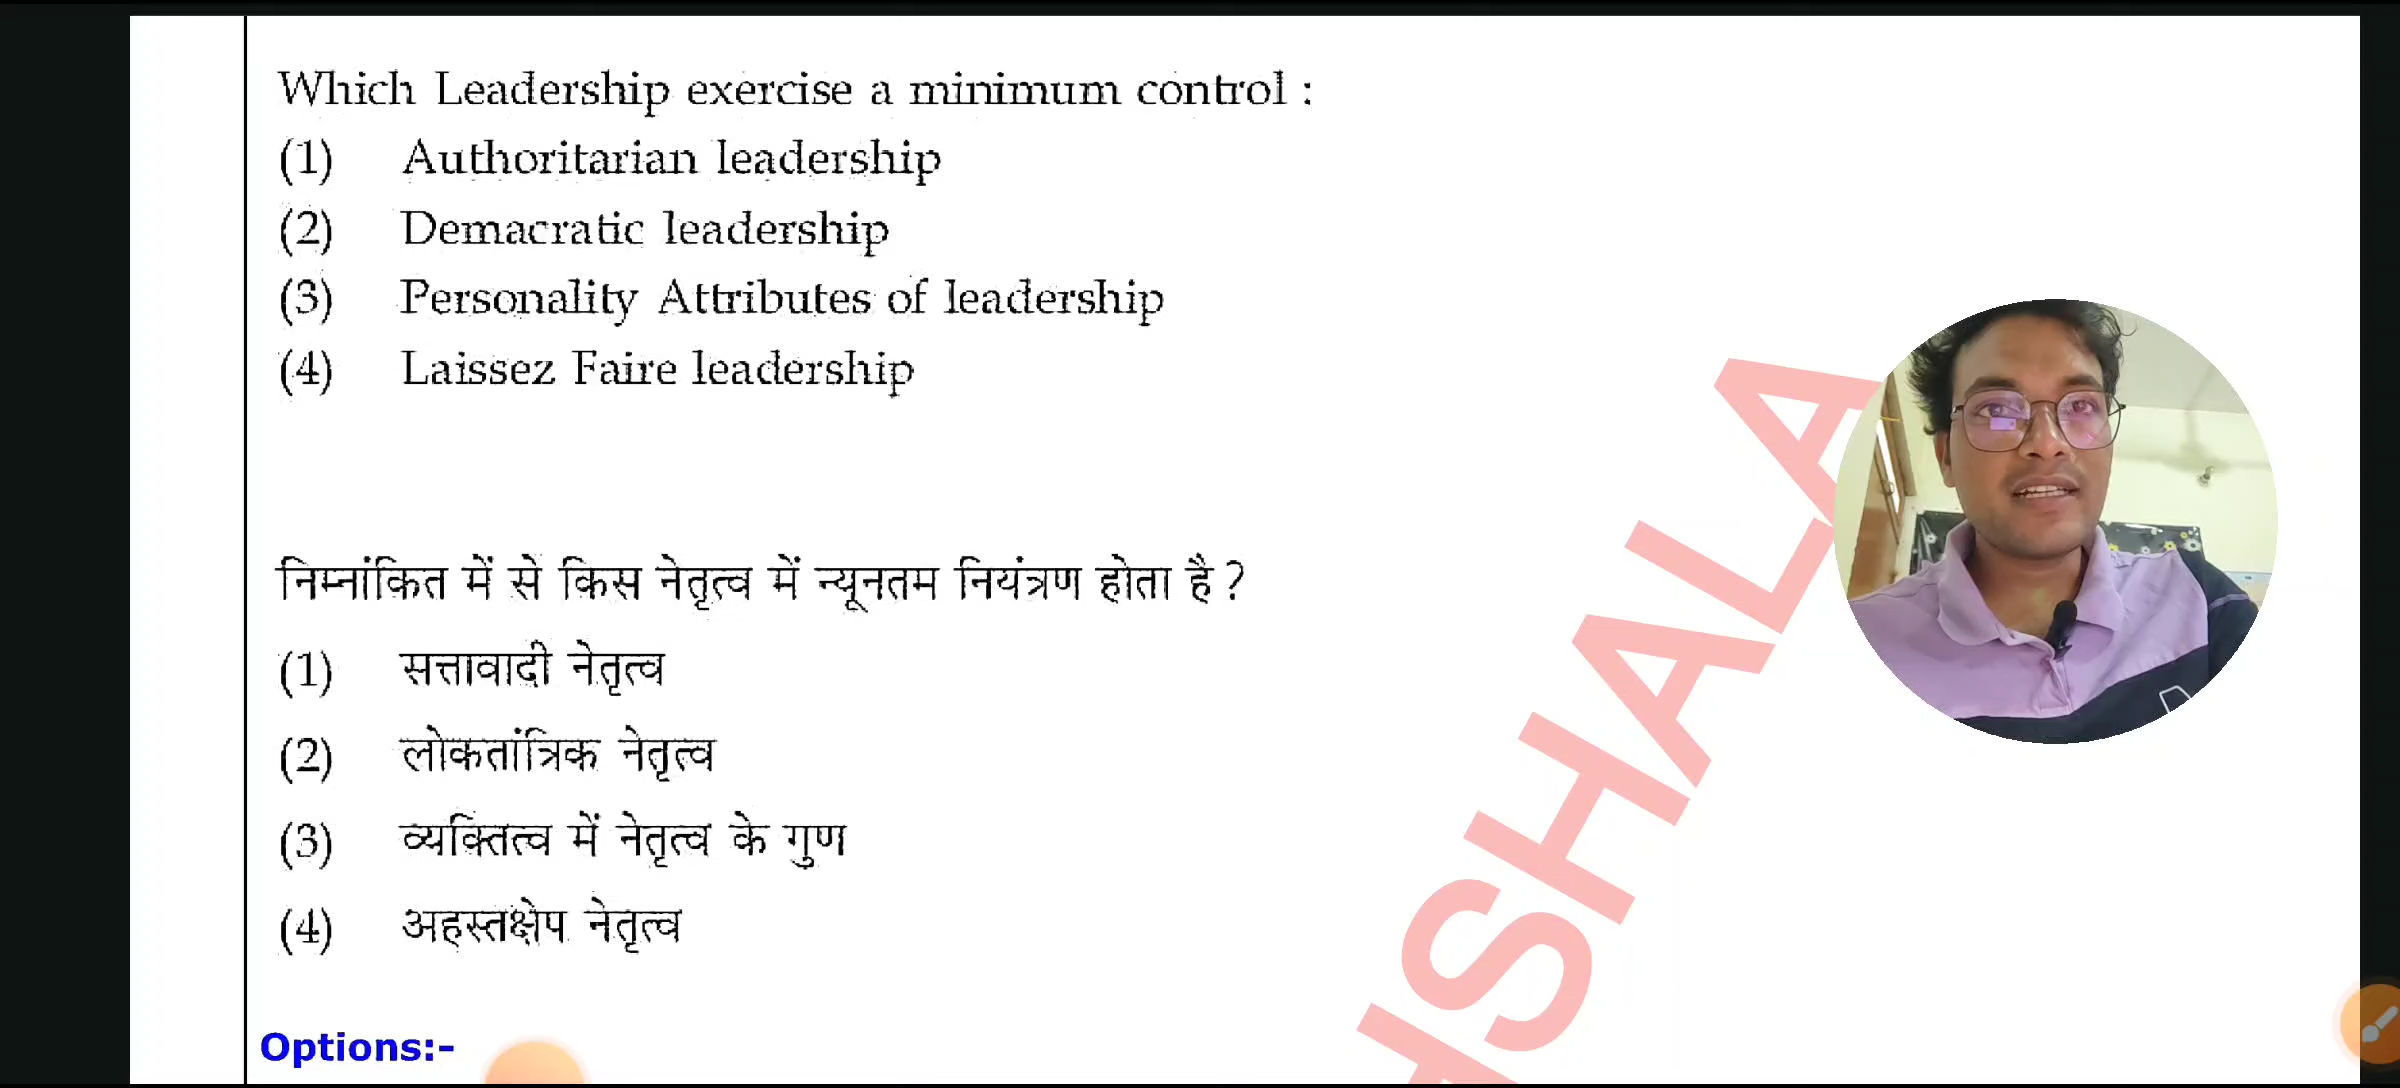 Which Leadership exercise a minimum control :
(1) Authoritarian leadership
(2) Demacratic leadership
(3) Personality Attributes of leadership
(4) Laissez Faire leadership
निम्नांकित में से किस नेतृत्व में न्यूनतम नियंत्रण होता है ?
(1) सत्तावादी नेतृत्व
(2) लोकतांत्रिक नेतृत्व
(3) व्यक्तित्व में नेतृत्व के गुण
(4) अहस्तक्षेप नेतृत्व
Options:-
SHALA